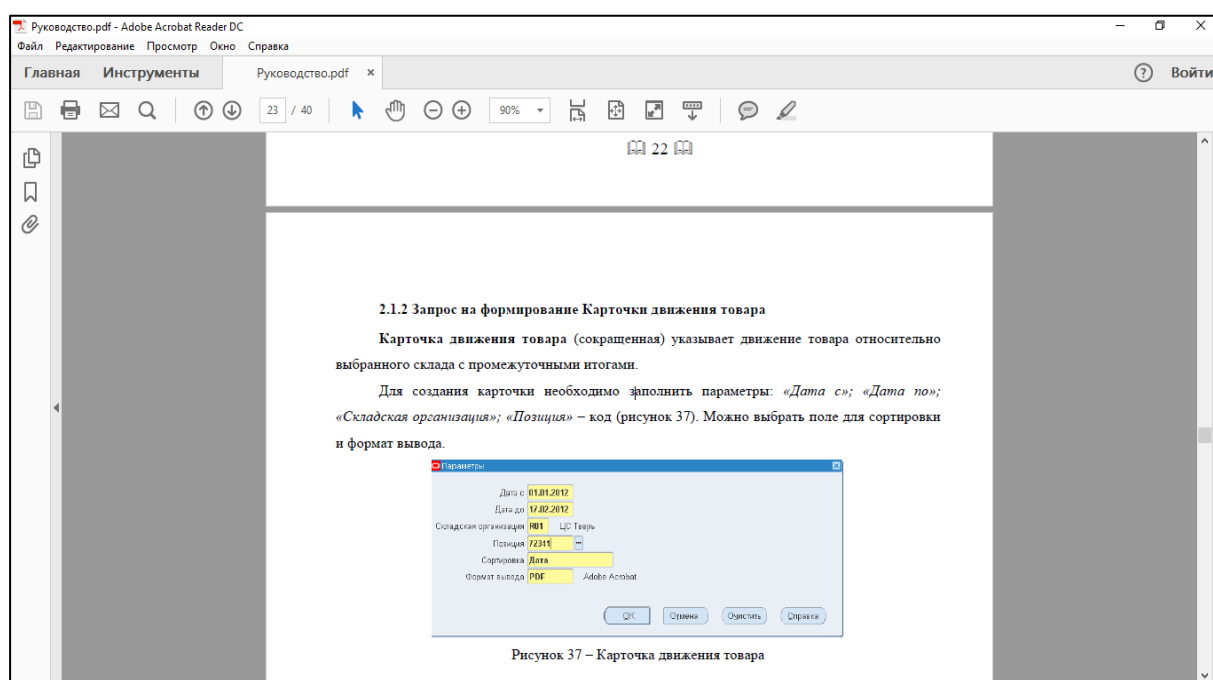 Руководство.pdf - Adobe Acrobat Reader DC
Файл Редактирование Просмотр Окно Справка
Главная Инструменты Руководство.pdf × ? Войти
23 / 40 90%
22
2.1.2 Запрос на формирование Карточки движения товара
Карточка движения товара (сокращенная) указывает движение товара относительно
выбранного склада с промежуточными итогами.
Для создания карточки необходимо заполнить параметры: «Дата с»; «Дата по»;
«Складская организация»; «Позиция» – код (рисунок 37). Можно выбрать поле для сортировки
и формат вывода.
Параметры
Дата с 01.01.2012
Дата до 17.02.2012
Складская организация R01 ЦС Тверь
Позиция 72341
Сортировка Дата
Формат вывода PDF Adobe Acrobat
OK Отмена Очистить Справка
Рисунок 37 – Карточка движения товара